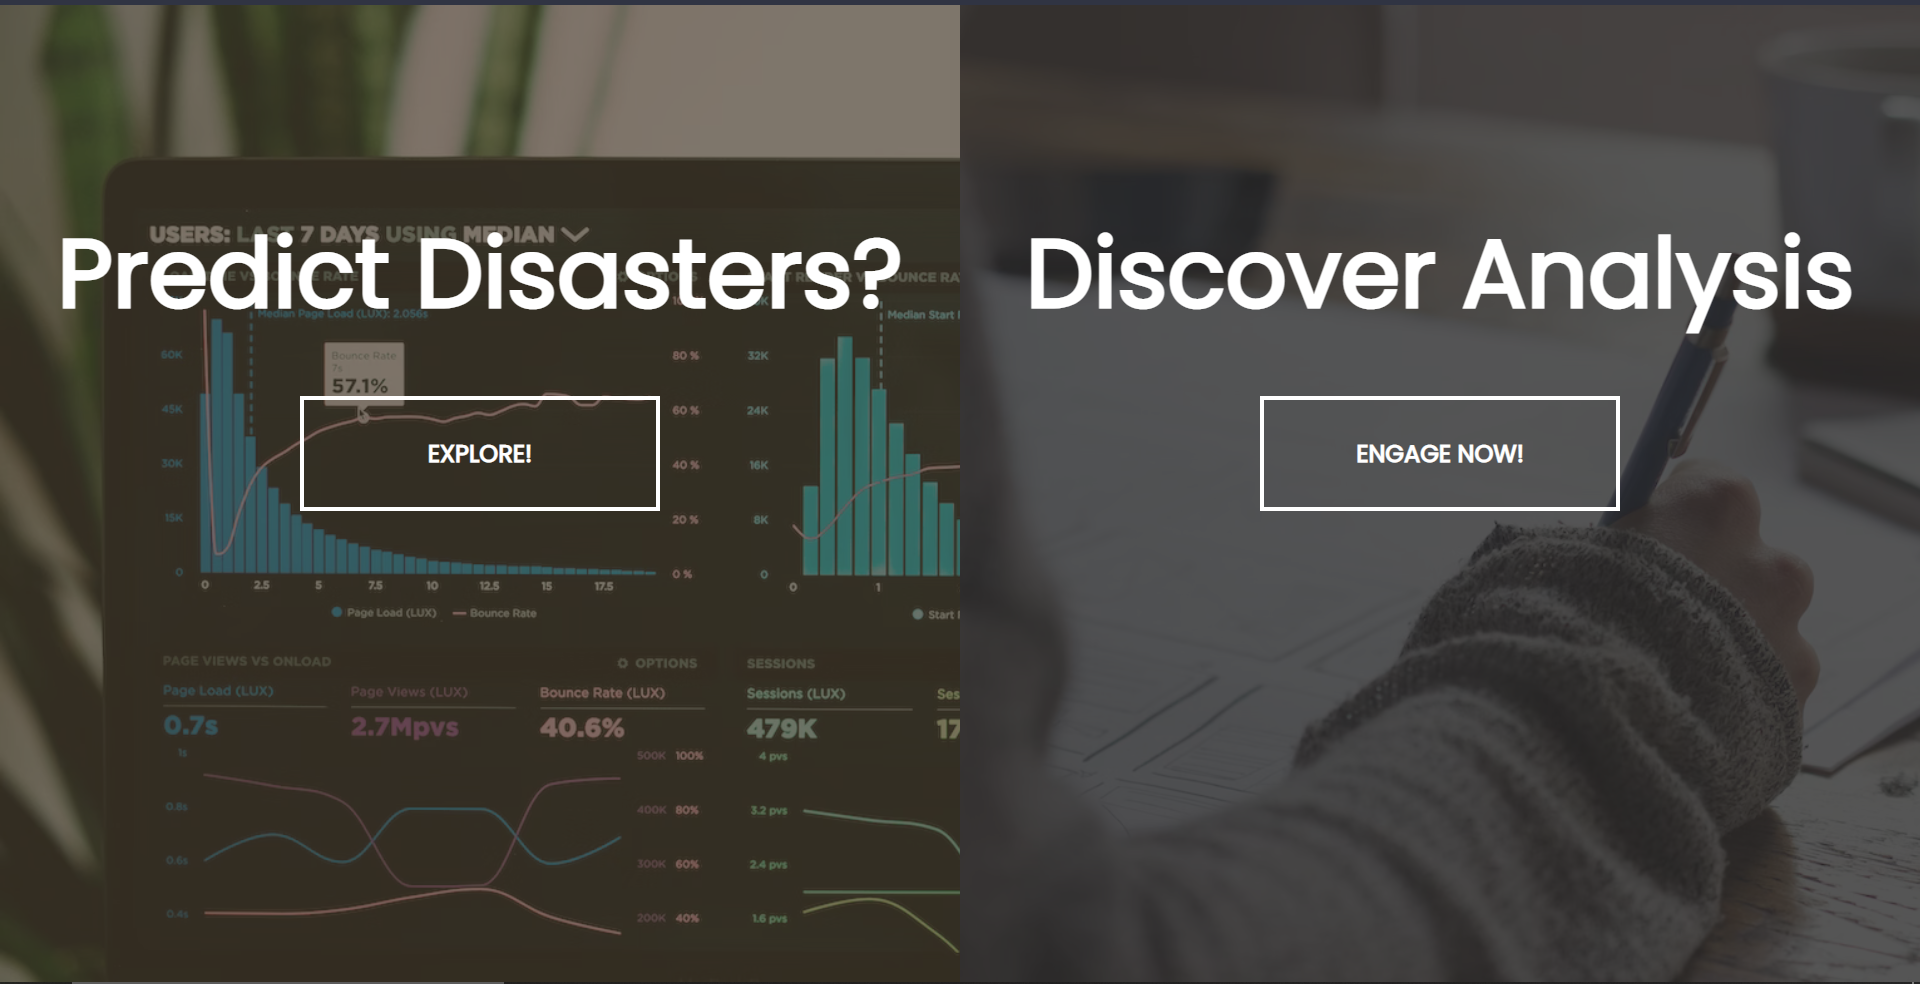 Predict Disasters?
EXPLORE!
USERS: LAST 7 DAYS USING MEDIAN
Median Page Load (LUX): 2.056s
Bounce Rate
7s
57.1%
60K
45K
30K
15K
0
80 %
60 %
40 %
20 %
0 %
0 2.5 5 7.5 10 12.5 15 17.5
Page Load (LUX) Bounce Rate
Median Start
32K
24K
16K
8K
0
0 1
Start
PAGE VIEWS VS ONLOAD
OPTIONS
Page Load (LUX) Page Views (LUX) Bounce Rate (LUX)
0.7s 2.7Mpvs 40.6%
1s
0.8s
0.6s
0.4s
500K 100%
400K 80%
300K 60%
200K 40%
SESSIONS
Sessions (LUX) Ses
479K 17
4 pvs
3.2 pvs
2.4 pvs
1.6 pvs
Discover Analysis
ENGAGE NOW!